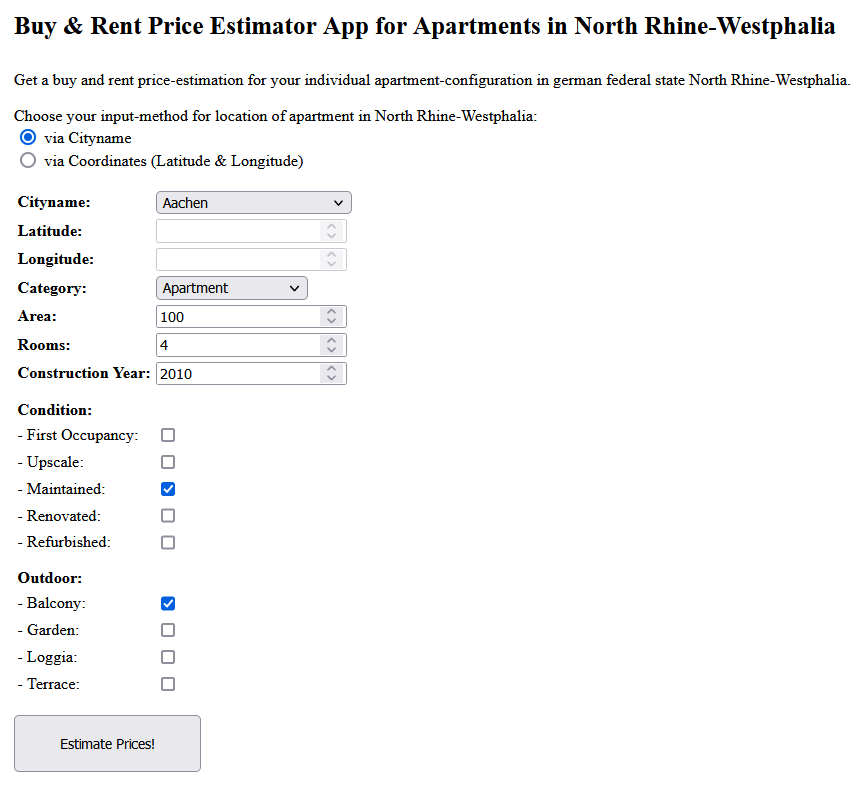 Buy & Rent Price Estimator App for Apartments in North Rhine-Westphalia
Get a buy and rent price-estimation for your individual apartment-configuration in german federal state North Rhine-Westphalia.
Choose your input-method for location of apartment in North Rhine-Westphalia:
via Cityname
via Coordinates (Latitude & Longitude)
Cityname: Aachen
Latitude:
Longitude:
Category: Apartment
Area: 100
Rooms: 4
Construction Year: 2010
Condition:
- First Occupancy:
- Upscale:
- Maintained:
- Renovated:
- Refurbished:
Outdoor:
- Balcony:
- Garden:
- Loggia:
- Terrace:
Estimate Prices!